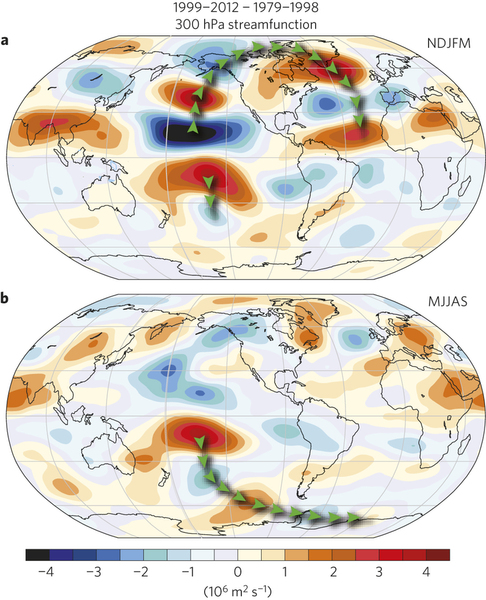 1999–2012 – 1979–1998
300 hPa streamfunction
a
NDJFM
b
MJJAS
–4 –3 –2 –1 0 1 2 3 4
(10⁶ m² s⁻¹)